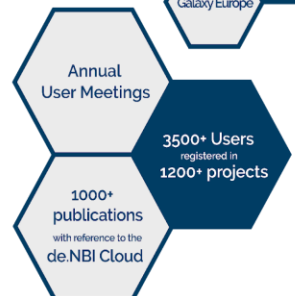 Galaxy Europe
Annual
User Meetings
3500+ Users
registered in
1200+ projects
1000+
publications
with reference to the
de.NBI Cloud